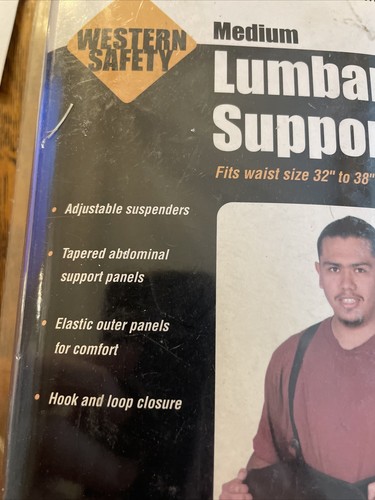 WESTERN
SAFETY
Medium
Lumba
Suppo
Fits waist size 32" to 38"
• Adjustable suspenders
• Tapered abdominal
support panels
• Elastic outer panels
for comfort
• Hook and loop closure